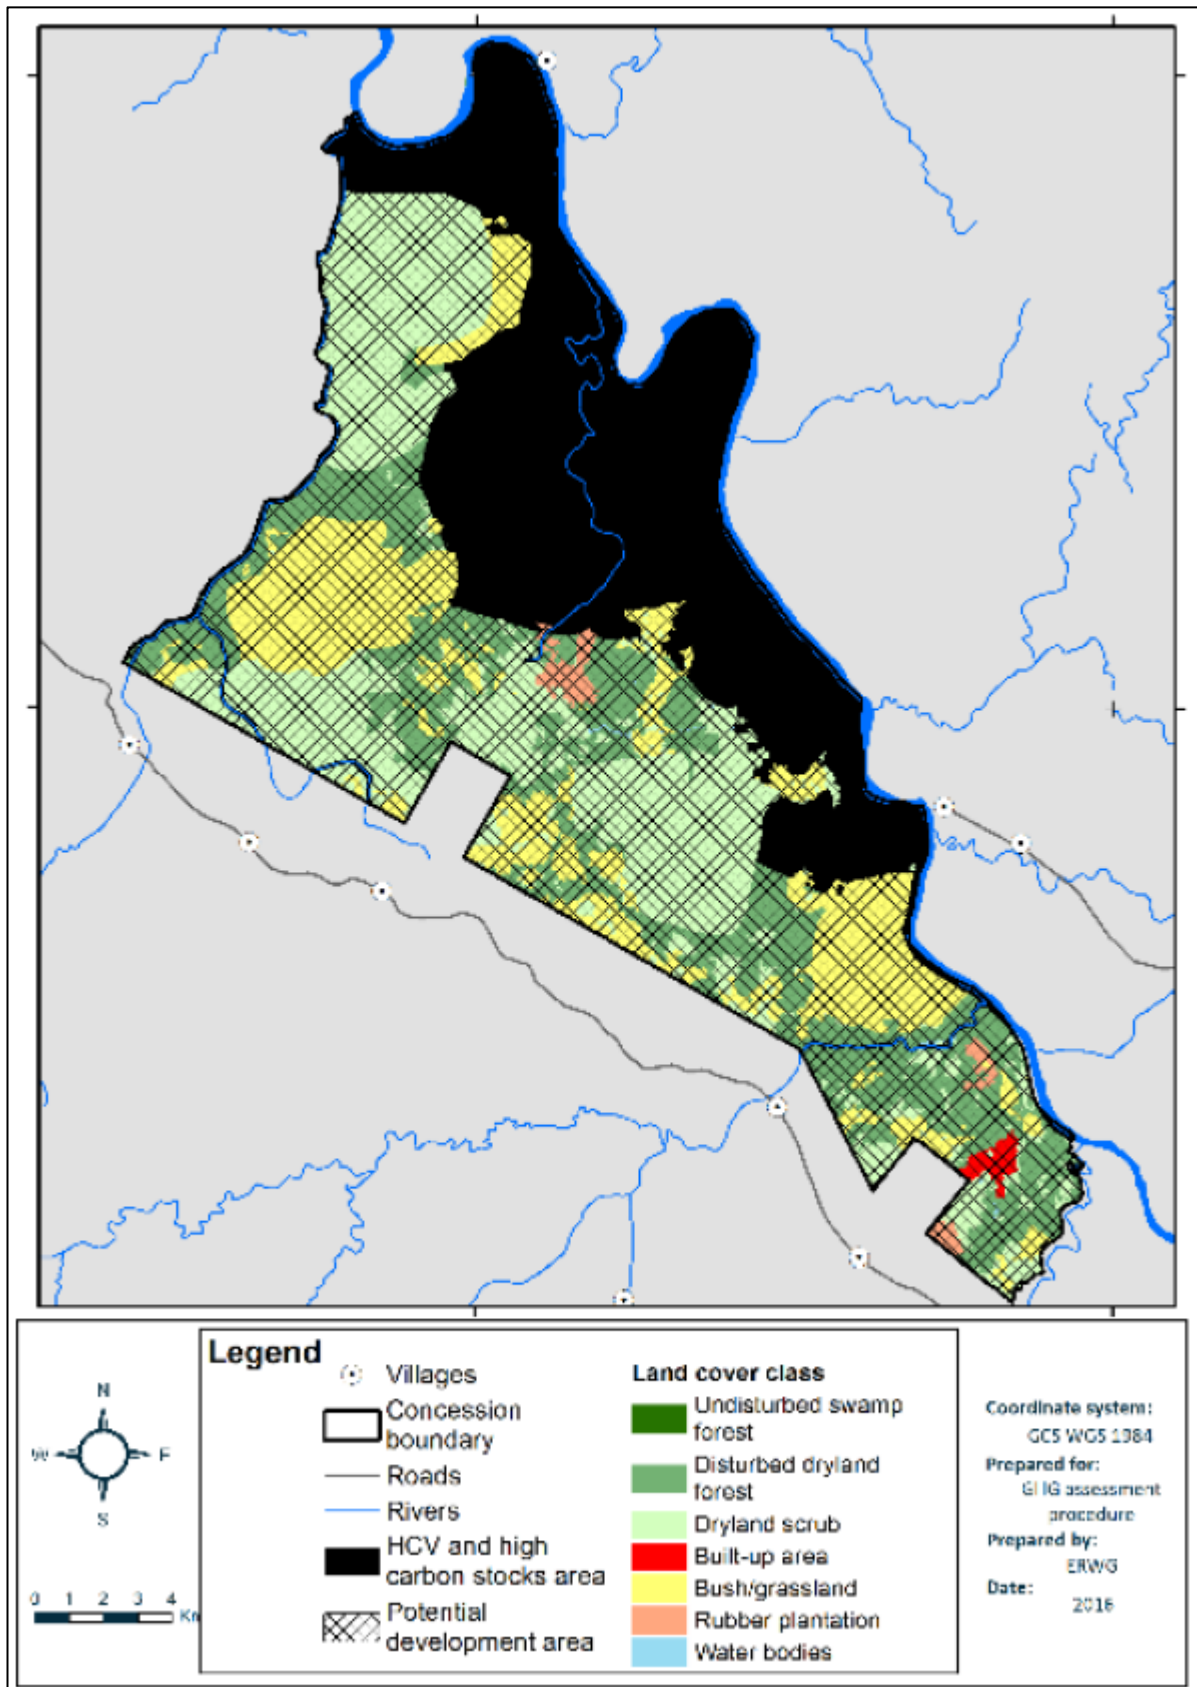 Legend
Villages
Concession
boundary
Roads
Rivers
HCV and high
carbon stocks area
Potential
development area
Land cover class
Undisturbed swamp
forest
Disturbed dryland
forest
Dryland scrub
Built-up area
Bush/grassland
Rubber plantation
Water bodies
N
W
E
S
0 1 2 3 4
Km
Coordinate system:
GCS WGS 1984
Prepared for:
GHG assessment
procedure
Prepared by:
ERWG
Date:
2016